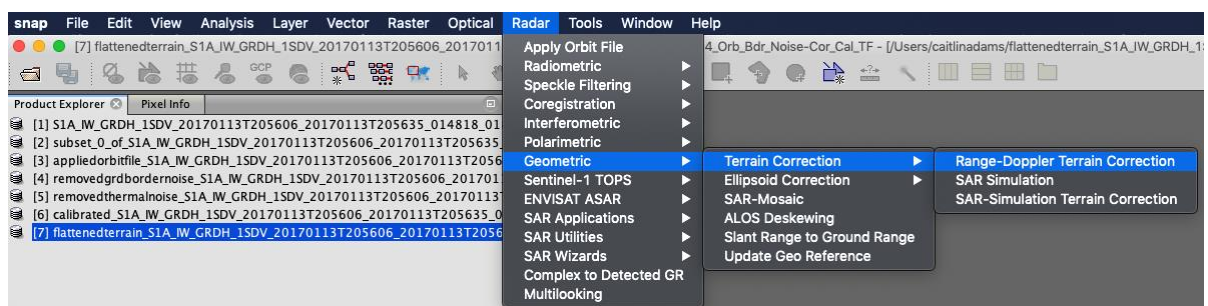 snap File Edit View Analysis Layer Vector Raster Optical Radar Tools Window Help
[7] flattenedterrain_S1A_IW_GRDH_1SDV_20170113T205606_2017011
4_Orb_Bdr_Noise-Cor_Cal_TF - [/Users/caitlinadams/flattenedterrain_S1A_IW_GRDH_1
GCP
Product Explorer Pixel Info
[1] S1A_IW_GRDH_1SDV_20170113T205606_20170113T205635_014818_01
[2] subset_0_of_S1A_IW_GRDH_1SDV_20170113T205606_20170113T205635_
[3] appliedorbitfile_S1A_IW_GRDH_1SDV_20170113T205606_20170113T2056
[4] removedgrdbordernoise_S1A_IW_GRDH_1SDV_20170113T205606_201701
[5] removedthermalnoise_S1A_IW_GRDH_1SDV_20170113T205606_20170113T
[6] calibrated_S1A_IW_GRDH_1SDV_20170113T205606_20170113T205635_0
[7] flattenedterrain_S1A_IW_GRDH_1SDV_20170113T205606_20170113T2056
Apply Orbit File
Radiometric
Speckle Filtering
Coregistration
Interferometric
Polarimetric
Geometric
Sentinel-1 TOPS
ENVISAT ASAR
SAR Applications
SAR Utilities
SAR Wizards
Complex to Detected GR
Multilooking
Terrain Correction
Ellipsoid Correction
SAR-Mosaic
ALOS Deskewing
Slant Range to Ground Range
Update Geo Reference
Range-Doppler Terrain Correction
SAR Simulation
SAR-Simulation Terrain Correction